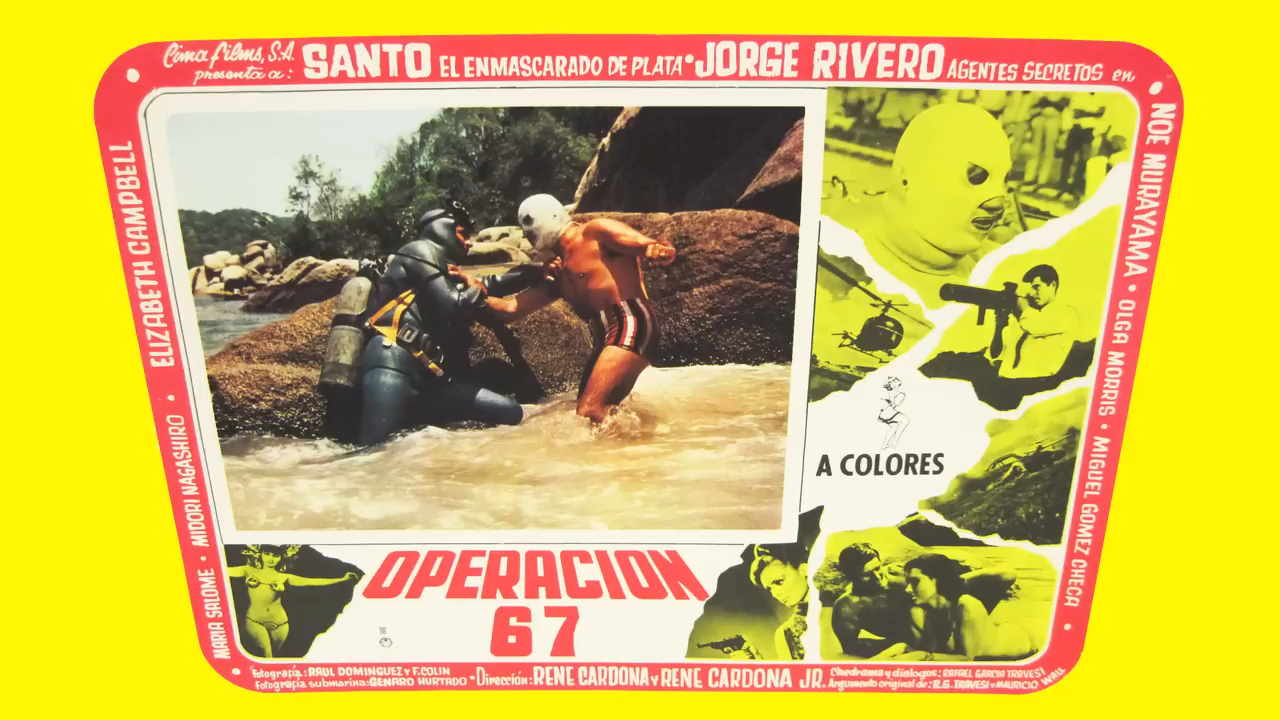 Cima Films, S.A.
presenta a: SANTO EL ENMASCARADO DE PLATA • JORGE RIVERO AGENTES SECRETOS en
MARIA SALOME • MIDORI NAGASHIRO • ELIZABETH CAMPBELL
NOE MURAYAMA • OLGA MORRIS • MIGUEL GOMEZ CHECA •
A COLORES
OPERACION
67
Fotografía: RAUL DOMINGUEZ Y F. COLIN
Fotografía submarina: GENARO HURTADO • Dirección: RENE CARDONA Y RENE CARDONA JR.
Cinedrama y diálogos: RAFAEL GARCIA TRAVESI
Argumento original de: R.G. TRAVESI Y MAURICIO